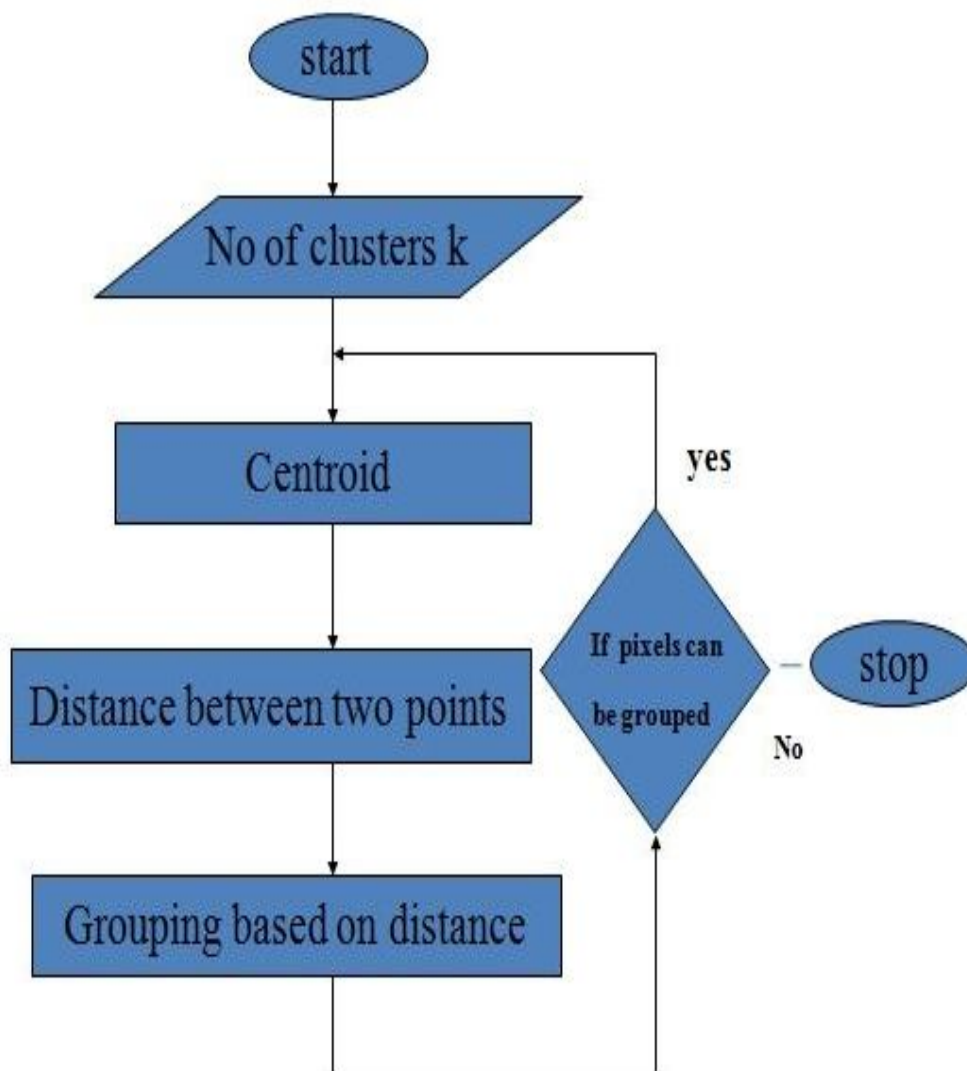 start
No of clusters k
Centroid
yes
Distance between two points
If pixels can
be grouped
stop
No
Grouping based on distance